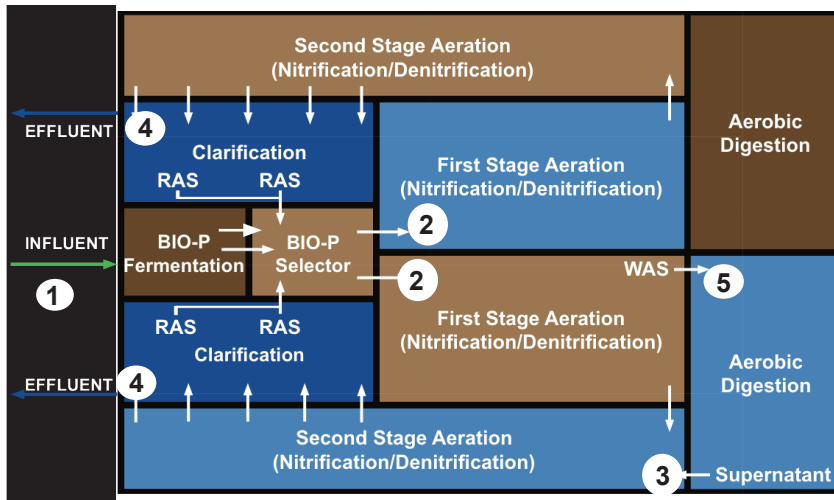 Second Stage Aeration
(Nitrification/Denitrification)
EFFLUENT
4
Clarification
RAS RAS
First Stage Aeration
(Nitrification/Denitrification)
Aerobic
Digestion
INFLUENT
1
BIO-P
Fermentation
BIO-P
Selector
2
2
WAS
5
First Stage Aeration
(Nitrification/Denitrification)
RAS RAS
Clarification
EFFLUENT
4
Aerobic
Digestion
Second Stage Aeration
(Nitrification/Denitrification)
3
Supernatant